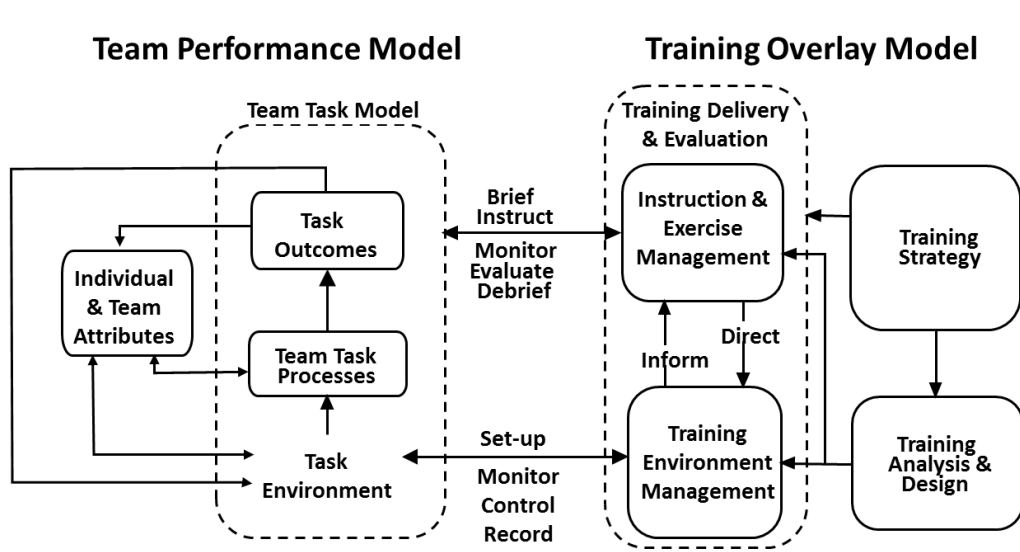 Team Performance Model
Training Overlay Model
Team Task Model
Task
Outcomes
Individual
& Team
Attributes
Team Task
Processes
Task
Environment
Brief
Instruct
Monitor
Evaluate
Debrief
Set-up
Monitor
Control
Record
Training Delivery
& Evaluation
Instruction &
Exercise
Management
Direct
Inform
Training
Environment
Management
Training
Strategy
Training
Analysis &
Design